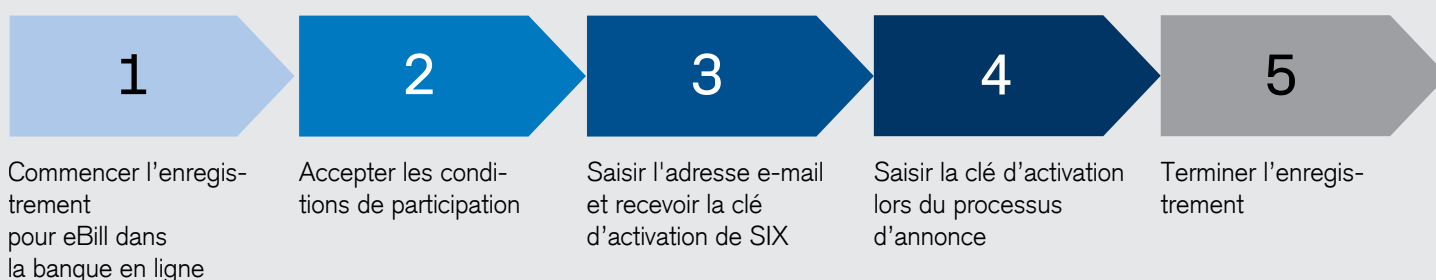 1
2
3
4
5
Commencer l’enregis-
trement
pour eBill dans
la banque en ligne
Accepter les condi-
tions de participation
Saisir l'adresse e-mail
et recevoir la clé
d’activation de SIX
Saisir la clé d’activation
lors du processus
d’annonce
Terminer l’enregis-
trement